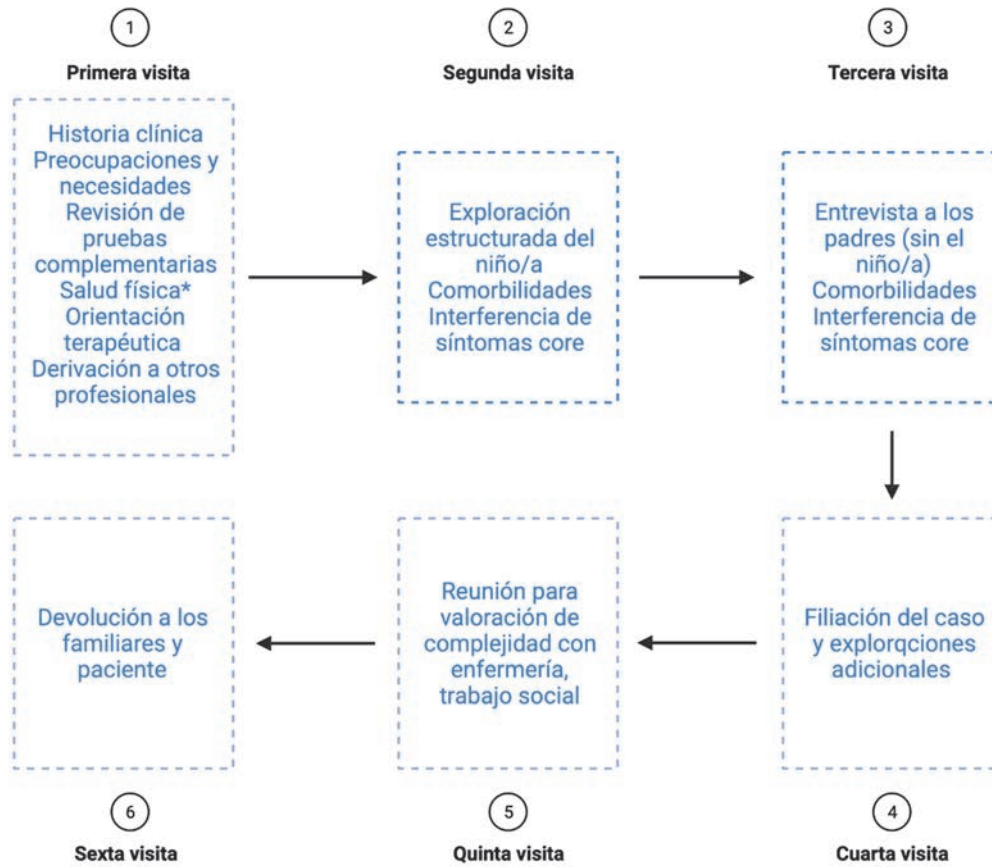 1
Primera visita
Historia clínica
Preocupaciones y
necesidades
Revisión de
pruebas
complementarias
Salud física*
Orientación
terapéutica
Derivación a otros
profesionales
2
Segunda visita
Exploración
estructurada del
niño/a
Comorbilidades
Interferencia de
síntomas core
3
Tercera visita
Entrevista a los
padres (sin el
niño/a)
Comorbilidades
Interferencia de
síntomas core
Filiación del caso
y explorqciones
adicionales
4
Cuarta visita
Reunión para
valoración de
complejidad con
enfermería,
trabajo social
5
Quinta visita
Devolución a los
familiares y
paciente
6
Sexta visita